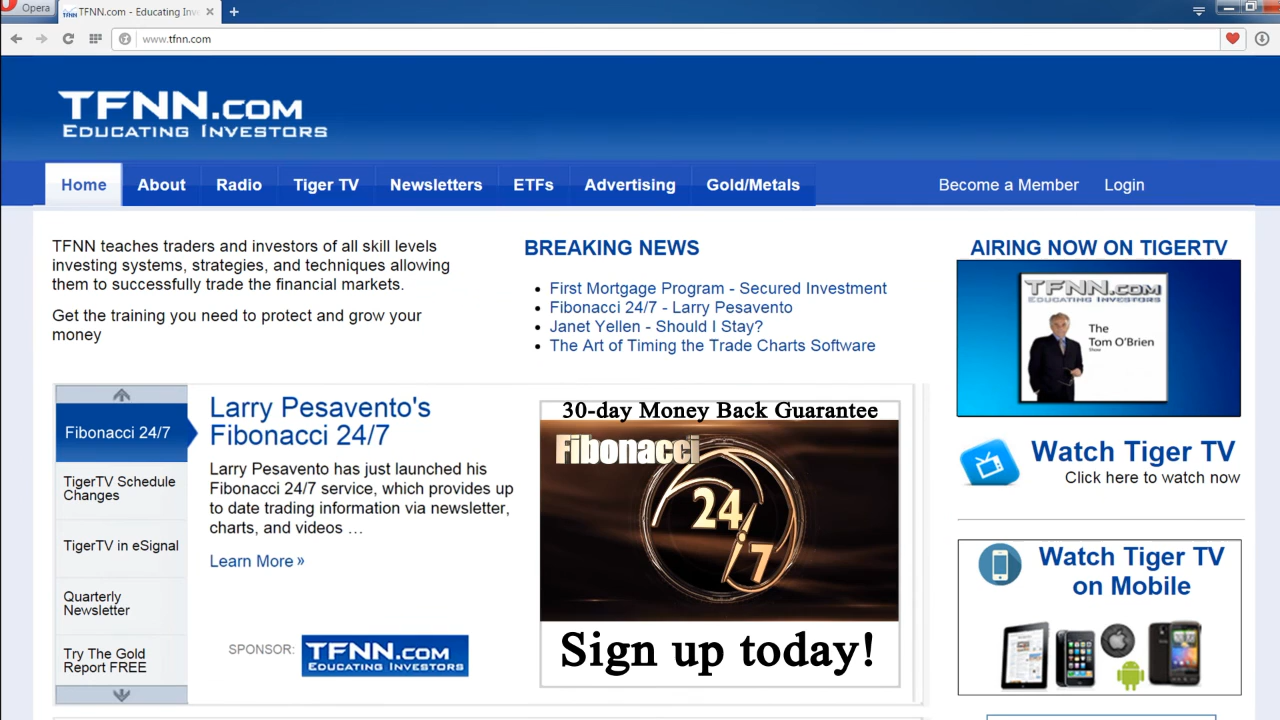 Opera
TFNN.com - Educating Inv
www.tfnn.com
TFNN.COM
EDUCATING INVESTORS
Home
About
Radio
Tiger TV
Newsletters
ETFs
Advertising
Gold/Metals
Become a Member
Login
TFNN teaches traders and investors of all skill levels
investing systems, strategies, and techniques allowing
them to successfully trade the financial markets.
Get the training you need to protect and grow your
money
BREAKING NEWS
First Mortgage Program - Secured Investment
Fibonacci 24/7 - Larry Pesavento
Janet Yellen - Should I Stay?
The Art of Timing the Trade Charts Software
AIRING NOW ON TIGERTV
TFNN.COM
EDUCATING INVESTORS
The
Tom O'Brien
Show
Watch Tiger TV
Click here to watch now
Watch Tiger TV
on Mobile
Fibonacci 24/7
TigerTV Schedule
Changes
TigerTV in eSignal
Quarterly
Newsletter
Try The Gold
Report FREE
Larry Pesavento's
Fibonacci 24/7
Larry Pesavento has just launched his
Fibonacci 24/7 service, which provides up
to date trading information via newsletter,
charts, and videos …
Learn More »
SPONSOR:
TFNN.COM
EDUCATING INVESTORS
30-day Money Back Guarantee
Fibonacci
24/7
Sign up today!